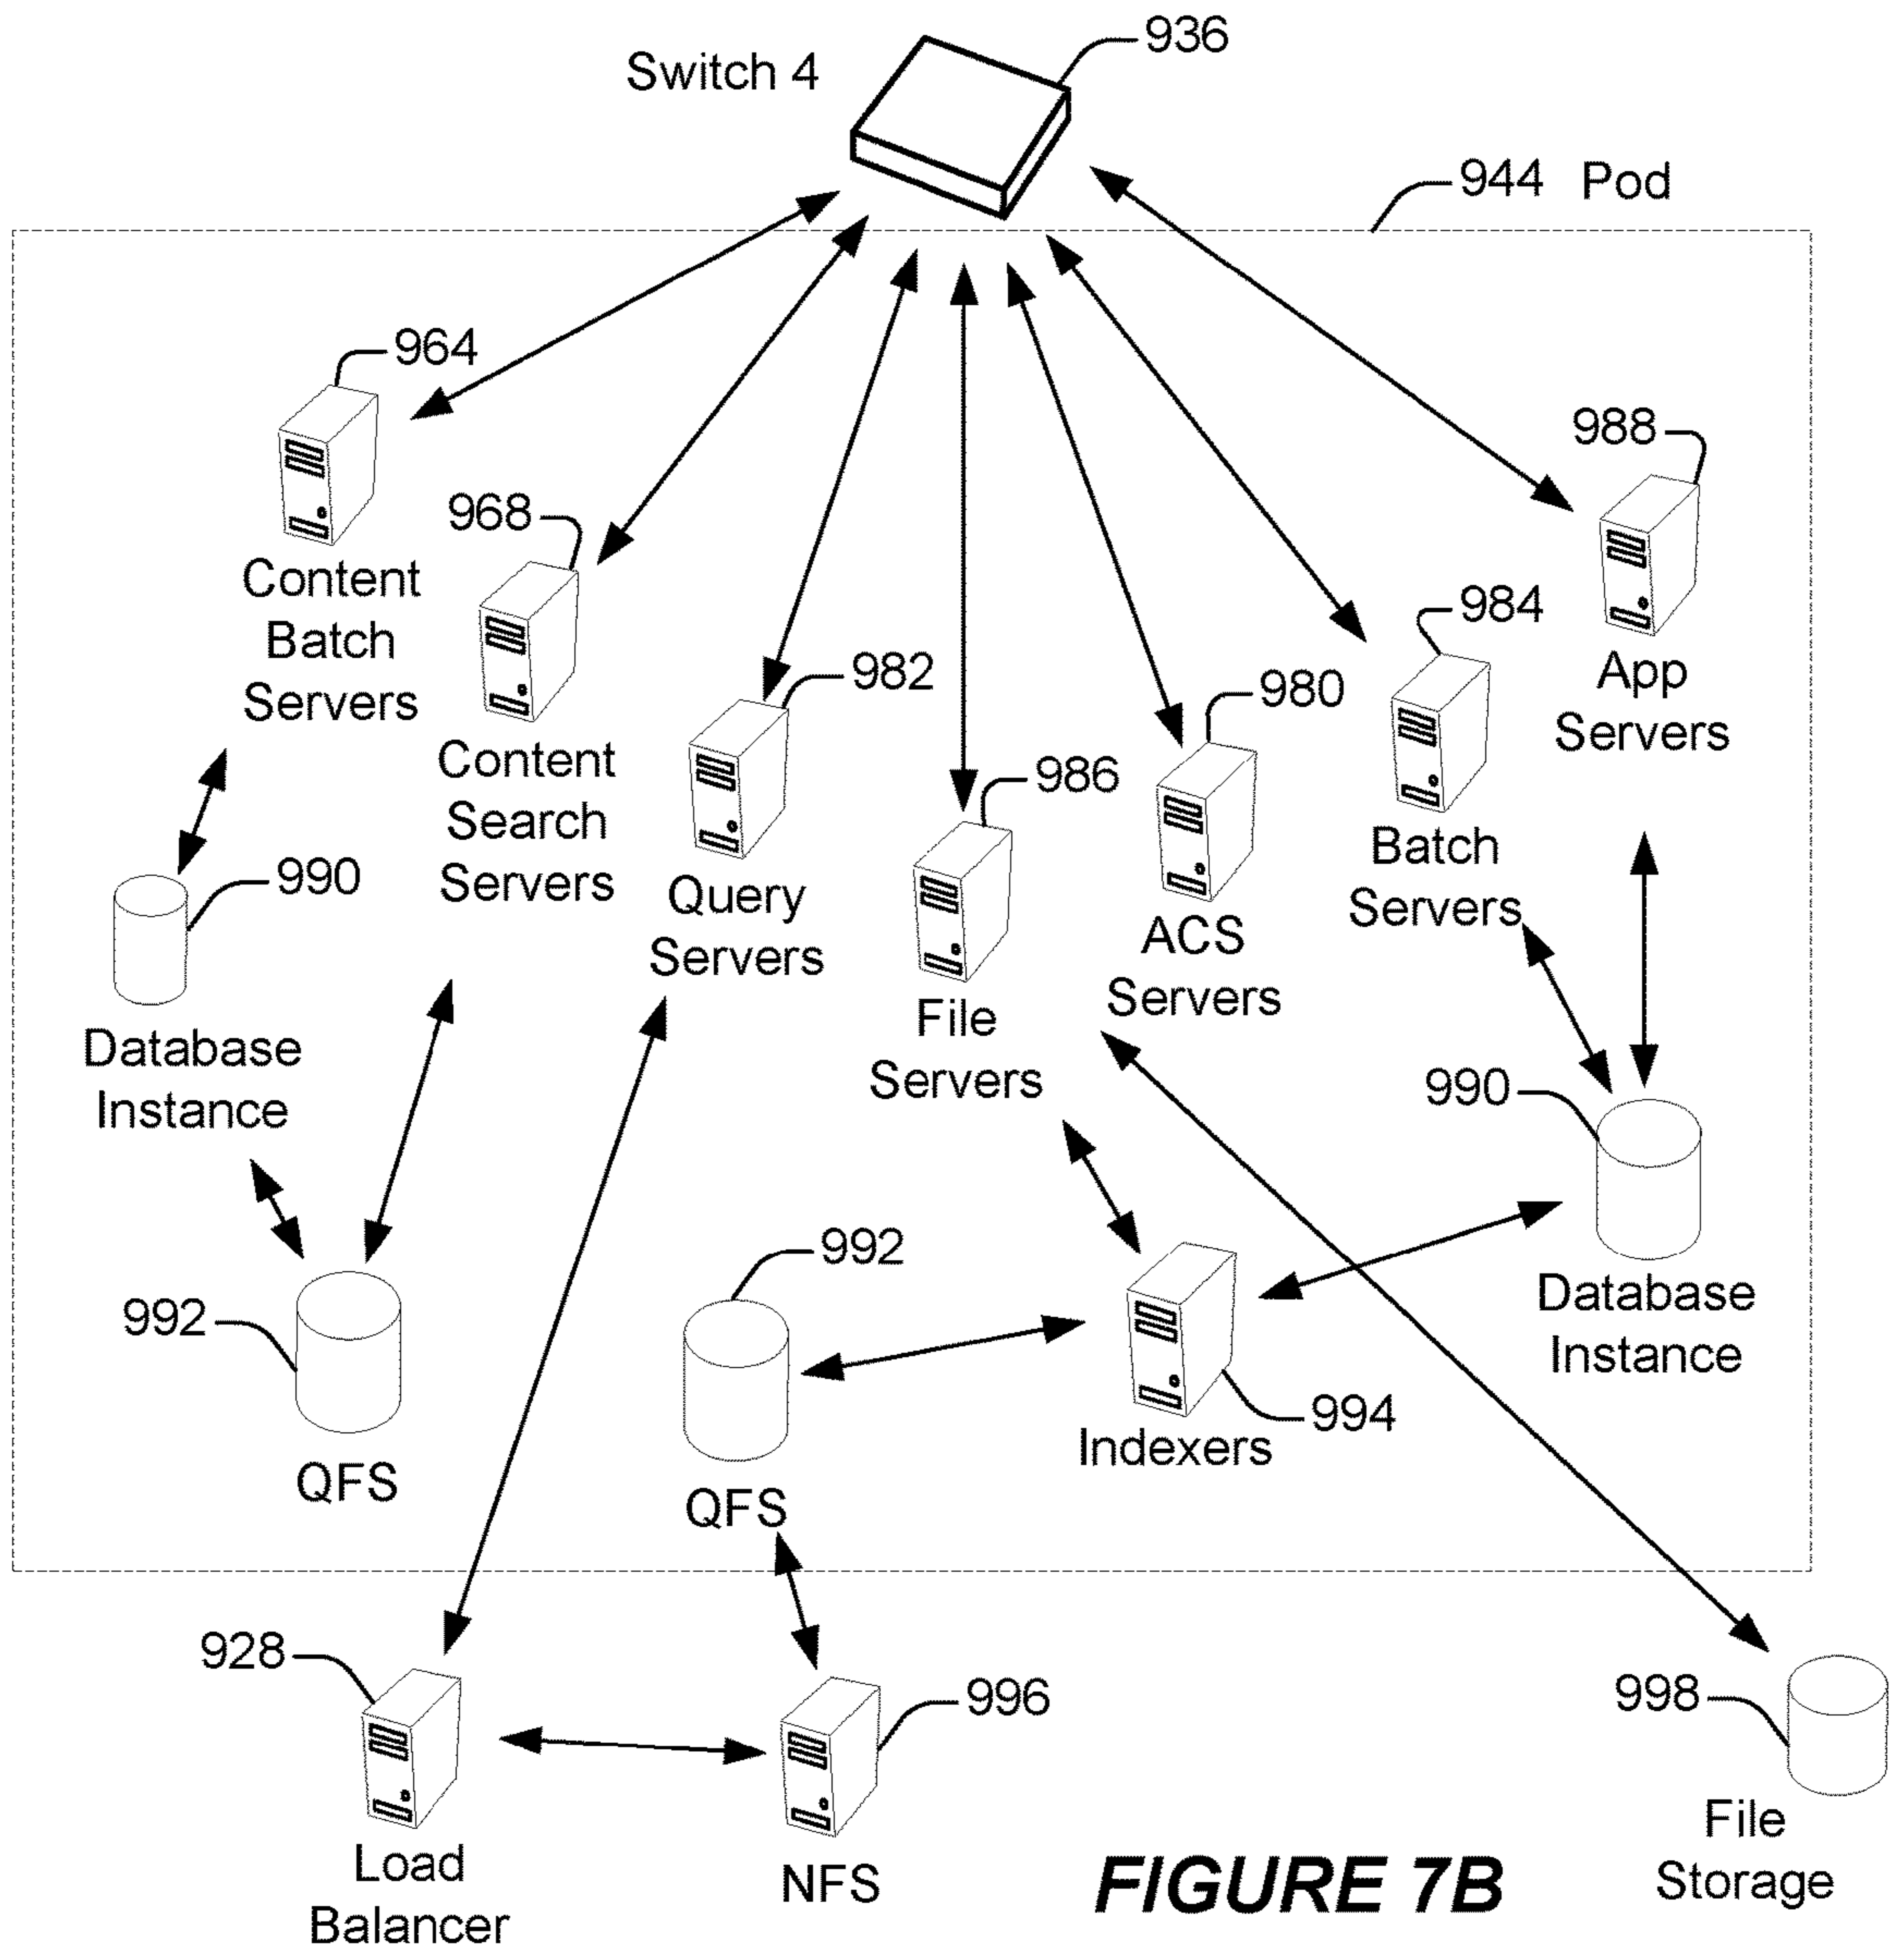 936
Switch 4
944 Pod
964
988
968
Content
Batch
Servers
984
982
980
App
Servers
Content
Search
Servers
986
Batch
Servers
990
Query
Servers
ACS
Servers
File
Servers
Database
Instance
990
992
992
Database
Instance
994
Indexers
QFS
QFS
928
996
998
File
Storage
Load
Balancer
NFS
FIGURE 7B